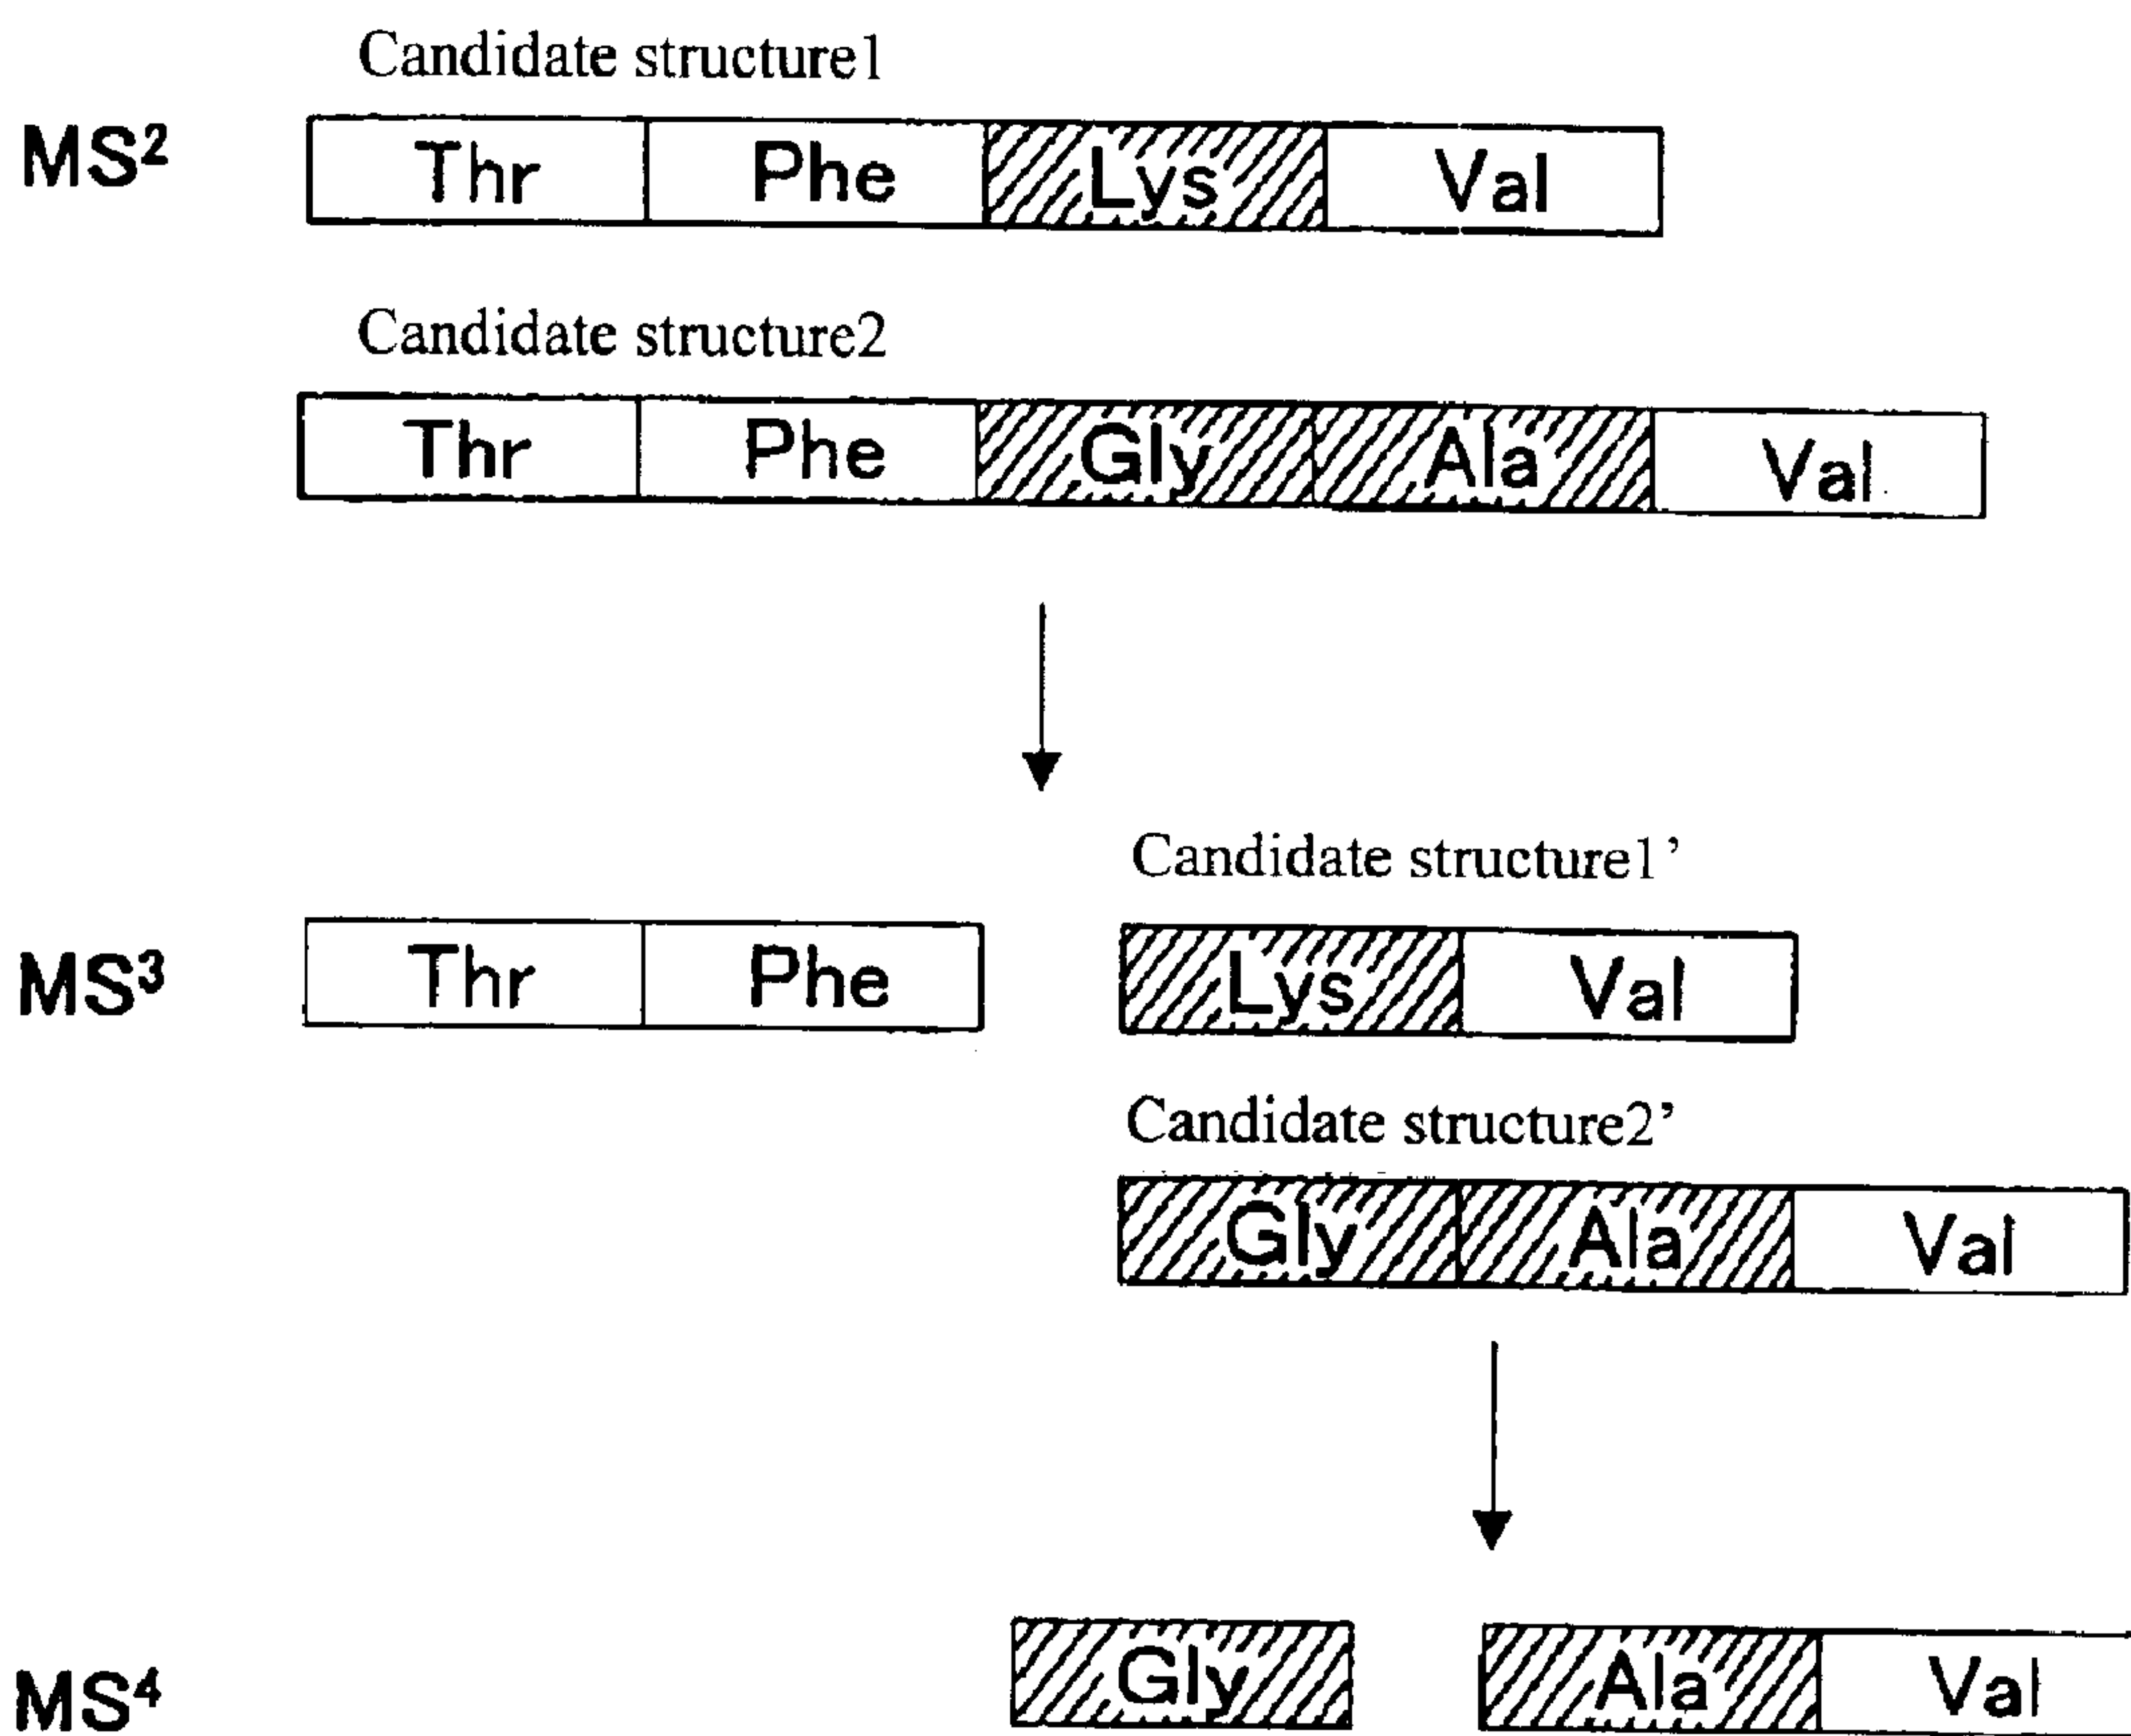 Candidate structure1
MS² Thr Phe Lys Val
Candidate structure2
Thr Phe Gly Ala Val
Candidate structure1’
MS³ Thr Phe Lys Val
Candidate structure2’
Gly Ala Val
MS⁴ Gly Ala Val